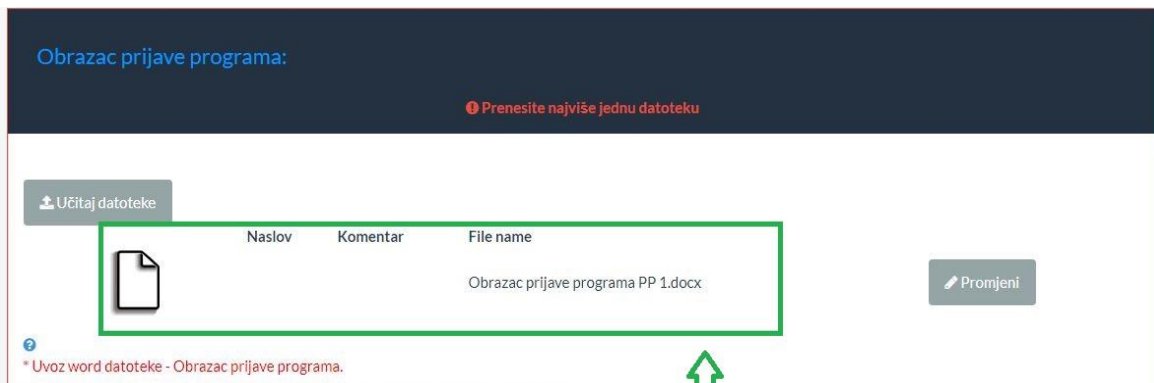 Obrazac prijave programa:
Prenesite najviše jednu datoteku
Učitaj datoteke
Naslov Komentar File name
Obrazac prijave programa PP 1.docx
Promjeni
* Uvoz word datoteke - Obrazac prijave programa.